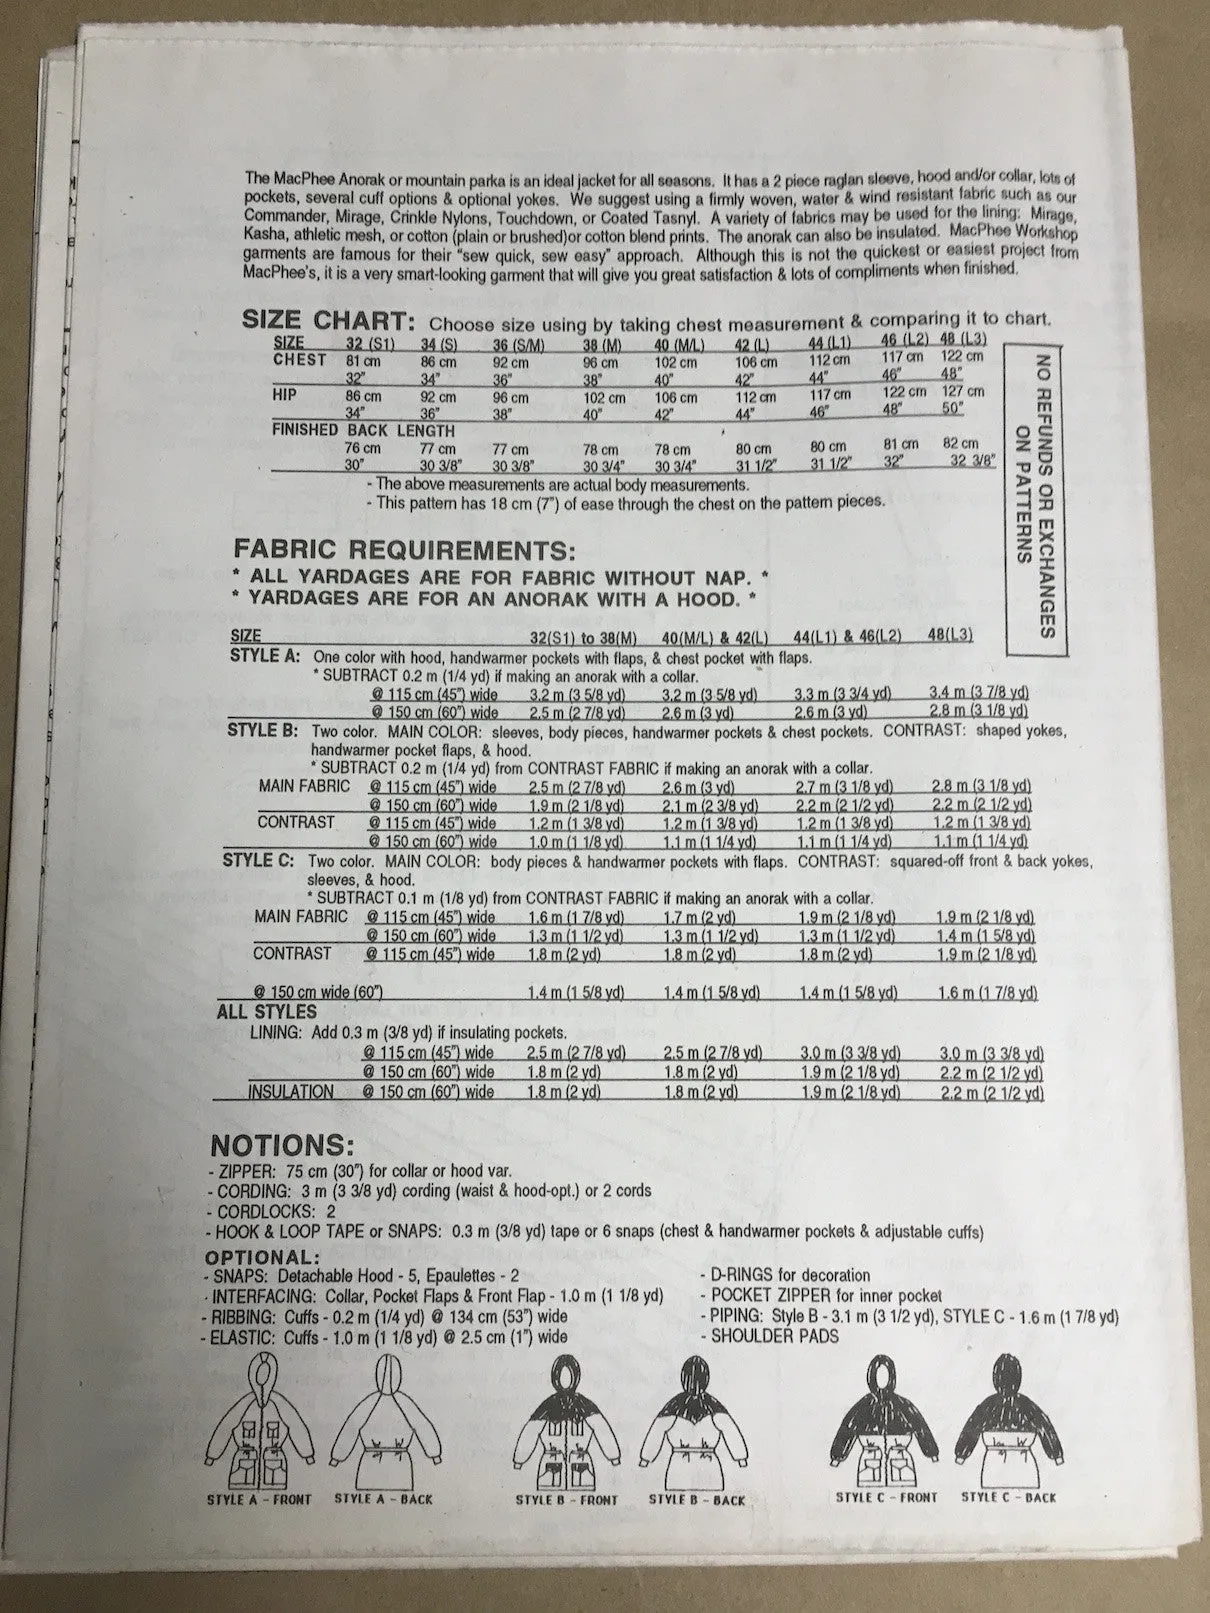 The MacPhee Anorak or mountain parka is an ideal jacket for all seasons. It has a 2 piece raglan sleeve, hood and/or collar, lots of
pockets, several cuff options & optional yokes. We suggest using a firmly woven, water & wind resistant fabric such as our
Commander, Mirage, Crinkle Nylons, Touchdown, or Coated Tasnyl. A variety of fabrics may be used for the lining: Mirage,
Kasha, athletic mesh, or cotton (plain or brushed)or cotton blend prints. The anorak can also be insulated. MacPhee Workshop
garments are famous for their "sew quick, sew easy" approach. Although this is not the quickest or easiest project from
MacPhee's, it is a very smart-looking garment that will give you great satisfaction & lots of compliments when finished.
SIZE CHART: Choose size using by taking chest measurement & comparing it to chart.
SIZE 32 (S1) 34 (S) 36 (S/M) 38 (M) 40 (M/L) 42 (L) 44 (L1) 46 (L2) 48 (L3)
CHEST 81 cm 86 cm 92 cm 96 cm 102 cm 106 cm 112 cm 117 cm 122 cm
32" 34" 36" 38" 40" 42" 44" 46" 48"
HIP 86 cm 92 cm 96 cm 102 cm 106 cm 112 cm 117 cm 122 cm 127 cm
34" 36" 38" 40" 42" 44" 46" 48" 50"
FINISHED BACK LENGTH
76 cm 77 cm 77 cm 78 cm 78 cm 80 cm 80 cm 81 cm 82 cm
30" 30 3/8" 30 3/8" 30 3/4" 30 3/4" 31 1/2" 31 1/2" 32" 32 3/8"
- The above measurements are actual body measurements.
- This pattern has 18 cm (7") of ease through the chest on the pattern pieces.
NO REFUNDS OR EXCHANGES
ON PATTERNS
FABRIC REQUIREMENTS:
* ALL YARDAGES ARE FOR FABRIC WITHOUT NAP. *
* YARDAGES ARE FOR AN ANORAK WITH A HOOD. *
SIZE 32(S1) to 38(M) 40(M/L) & 42(L) 44(L1) & 46(L2) 48(L3)
STYLE A: One color with hood, handwarmer pockets with flaps, & chest pocket with flaps.
* SUBTRACT 0.2 m (1/4 yd) if making an anorak with a collar.
@ 115 cm (45") wide 3.2 m (3 5/8 yd) 3.2 m (3 5/8 yd) 3.3 m (3 3/4 yd) 3.4 m (3 7/8 yd)
@ 150 cm (60") wide 2.5 m (2 7/8 yd) 2.6 m (3 yd) 2.6 m (3 yd) 2.8 m (3 1/8 yd)
STYLE B: Two color. MAIN COLOR: sleeves, body pieces, handwarmer pockets & chest pockets. CONTRAST: shaped yokes,
handwarmer pocket flaps, & hood.
* SUBTRACT 0.2 m (1/4 yd) from CONTRAST FABRIC if making an anorak with a collar.
MAIN FABRIC @ 115 cm (45") wide 2.5 m (2 7/8 yd) 2.6 m (3 yd) 2.7 m (3 1/8 yd) 2.8 m (3 1/8 yd)
@ 150 cm (60") wide 1.9 m (2 1/8 yd) 2.1 m (2 3/8 yd) 2.2 m (2 1/2 yd) 2.2 m (2 1/2 yd)
CONTRAST @ 115 cm (45") wide 1.2 m (1 3/8 yd) 1.2 m (1 3/8 yd) 1.2 m (1 3/8 yd) 1.2 m (1 3/8 yd)
@ 150 cm (60") wide 1.0 m (1 1/8 yd) 1.1 m (1 1/4 yd) 1.1 m (1 1/4 yd) 1.1 m (1 1/4 yd)
STYLE C: Two color. MAIN COLOR: body pieces & handwarmer pockets with flaps. CONTRAST: squared-off front & back yokes,
sleeves, & hood.
* SUBTRACT 0.1 m (1/8 yd) from CONTRAST FABRIC if making an anorak with a collar.
MAIN FABRIC @ 115 cm (45") wide 1.6 m (1 7/8 yd) 1.7 m (2 yd) 1.9 m (2 1/8 yd) 1.9 m (2 1/8 yd)
@ 150 cm (60") wide 1.3 m (1 1/2 yd) 1.3 m (1 1/2 yd) 1.3 m (1 1/2 yd) 1.4 m (1 5/8 yd)
CONTRAST @ 115 cm (45") wide 1.8 m (2 yd) 1.8 m (2 yd) 1.8 m (2 yd) 1.9 m (2 1/8 yd)
@ 150 cm wide (60") 1.4 m (1 5/8 yd) 1.4 m (1 5/8 yd) 1.4 m (1 5/8 yd) 1.6 m (1 7/8 yd)
ALL STYLES
LINING: Add 0.3 m (3/8 yd) if insulating pockets.
@ 115 cm (45") wide 2.5 m (2 7/8 yd) 2.5 m (2 7/8 yd) 3.0 m (3 3/8 yd) 3.0 m (3 3/8 yd)
@ 150 cm (60") wide 1.8 m (2 yd) 1.8 m (2 yd) 1.9 m (2 1/8 yd) 2.2 m (2 1/2 yd)
INSULATION @ 150 cm (60") wide 1.8 m (2 yd) 1.8 m (2 yd) 1.9 m (2 1/8 yd) 2.2 m (2 1/2 yd)
NOTIONS:
- ZIPPER: 75 cm (30") for collar or hood var.
- CORDING: 3 m (3 3/8 yd) cording (waist & hood-opt.) or 2 cords
- CORDLOCKS: 2
- HOOK & LOOP TAPE or SNAPS: 0.3 m (3/8 yd) tape or 6 snaps (chest & handwarmer pockets & adjustable cuffs)
OPTIONAL:
- SNAPS: Detachable Hood - 5, Epaulettes - 2
- INTERFACING: Collar, Pocket Flaps & Front Flap - 1.0 m (1 1/8 yd)
- RIBBING: Cuffs - 0.2 m (1/4 yd) @ 134 cm (53") wide
- ELASTIC: Cuffs - 1.0 m (1 1/8 yd) @ 2.5 cm (1") wide
- D-RINGS for decoration
- POCKET ZIPPER for inner pocket
- PIPING: Style B - 3.1 m (3 1/2 yd), STYLE C - 1.6 m (1 7/8 yd)
- SHOULDER PADS
STYLE A - FRONT STYLE A - BACK STYLE B - FRONT STYLE B - BACK STYLE C - FRONT STYLE C - BACK